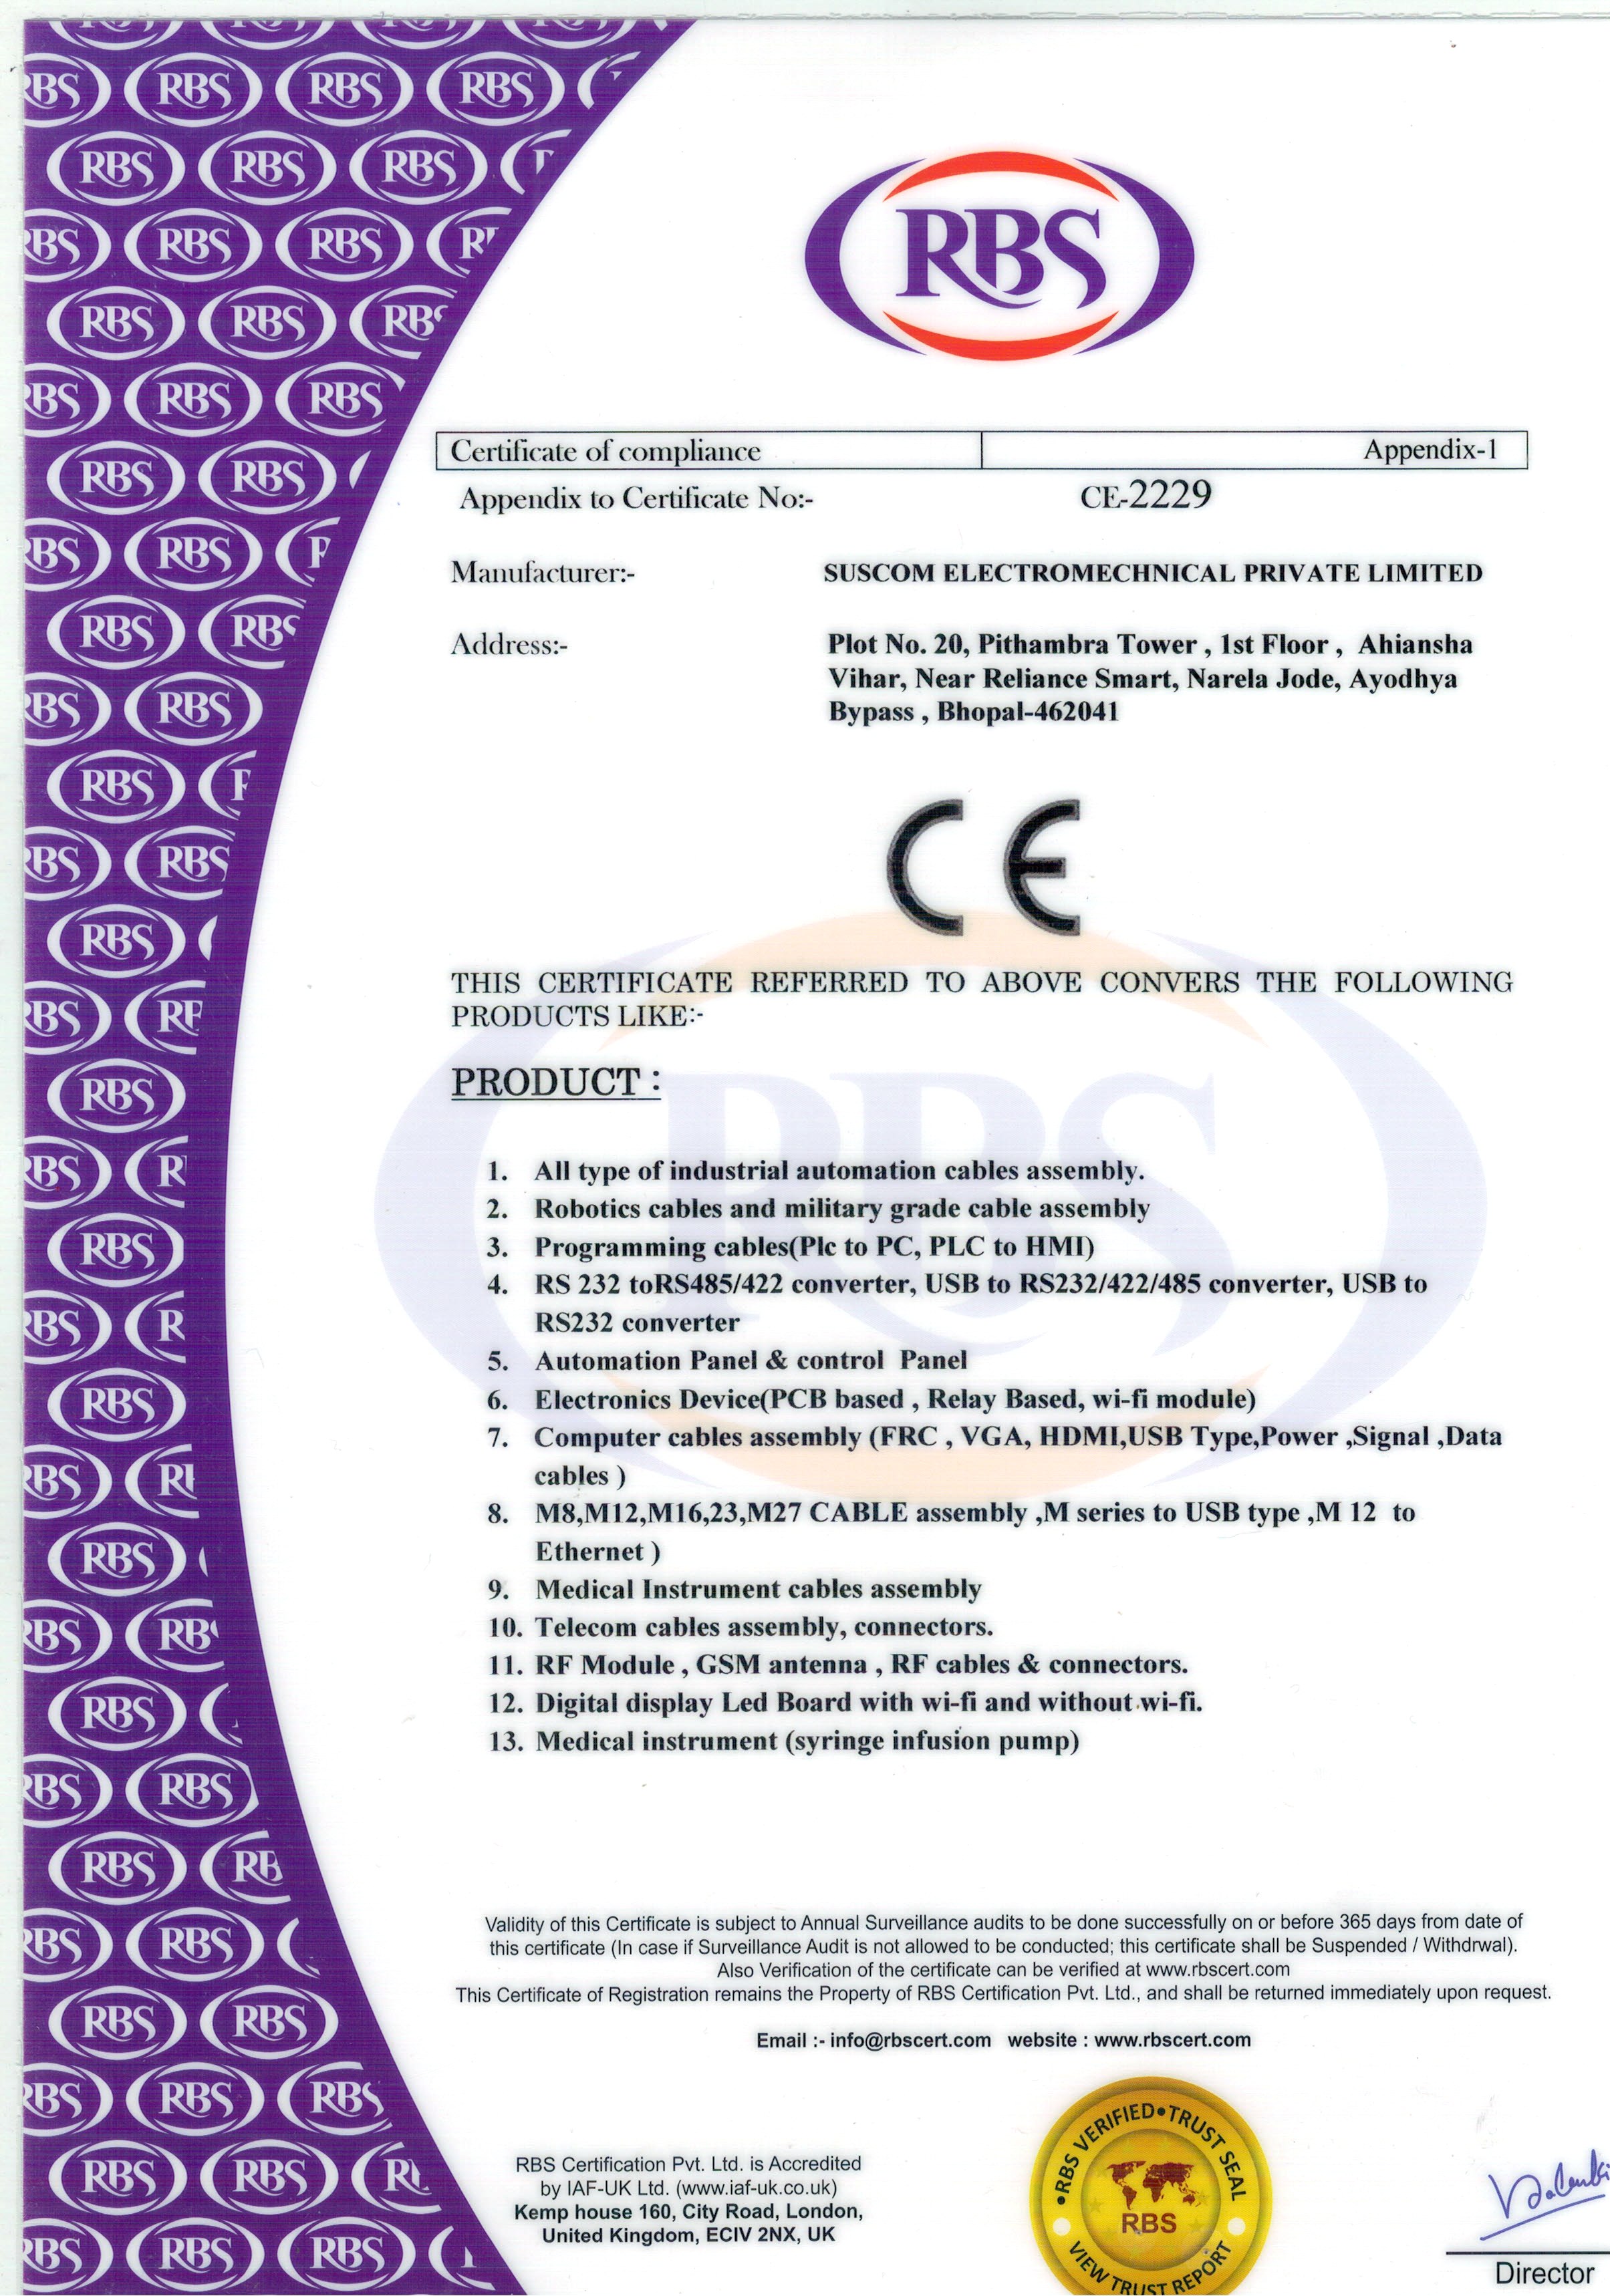 RBS
Certificate of compliance Appendix-1
Appendix to Certificate No:- CE-2229
Manufacturer:- SUSCOM ELECTROMECHNICAL PRIVATE LIMITED
Address:- Plot No. 20, Pithambra Tower , 1st Floor , Ahiansha
Vihar, Near Reliance Smart, Narela Jode, Ayodhya
Bypass , Bhopal-462041
CE
THIS CERTIFICATE REFERRED TO ABOVE CONVERS THE FOLLOWING
PRODUCTS LIKE:-
PRODUCT :
1. All type of industrial automation cables assembly.
2. Robotics cables and military grade cable assembly
3. Programming cables(Plc to PC, PLC to HMI)
4. RS 232 toRS485/422 converter, USB to RS232/422/485 converter, USB to
RS232 converter
5. Automation Panel & control Panel
6. Electronics Device(PCB based , Relay Based, wi-fi module)
7. Computer cables assembly (FRC , VGA, HDMI,USB Type,Power ,Signal ,Data
cables )
8. M8,M12,M16,23,M27 CABLE assembly ,M series to USB type ,M 12 to
Ethernet )
9. Medical Instrument cables assembly
10. Telecom cables assembly, connectors.
11. RF Module , GSM antenna , RF cables & connectors.
12. Digital display Led Board with wi-fi and without wi-fi.
13. Medical instrument (syringe infusion pump)
Validity of this Certificate is subject to Annual Surveillance audits to be done successfully on or before 365 days from date of
this certificate (In case if Surveillance Audit is not allowed to be conducted; this certificate shall be Suspended / Withdrwal).
Also Verification of the certificate can be verified at www.rbscert.com
This Certificate of Registration remains the Property of RBS Certification Pvt. Ltd., and shall be returned immediately upon request.
Email :- info@rbscert.com website : www.rbscert.com
RBS Certification Pvt. Ltd. is Accredited
by IAF-UK Ltd. (www.iaf-uk.co.uk)
Kemp house 160, City Road, London,
United Kingdom, ECIV 2NX, UK
•RBS VERIFIED•TRUST SEAL
RBS
VIEW TRUST REPORT
Director